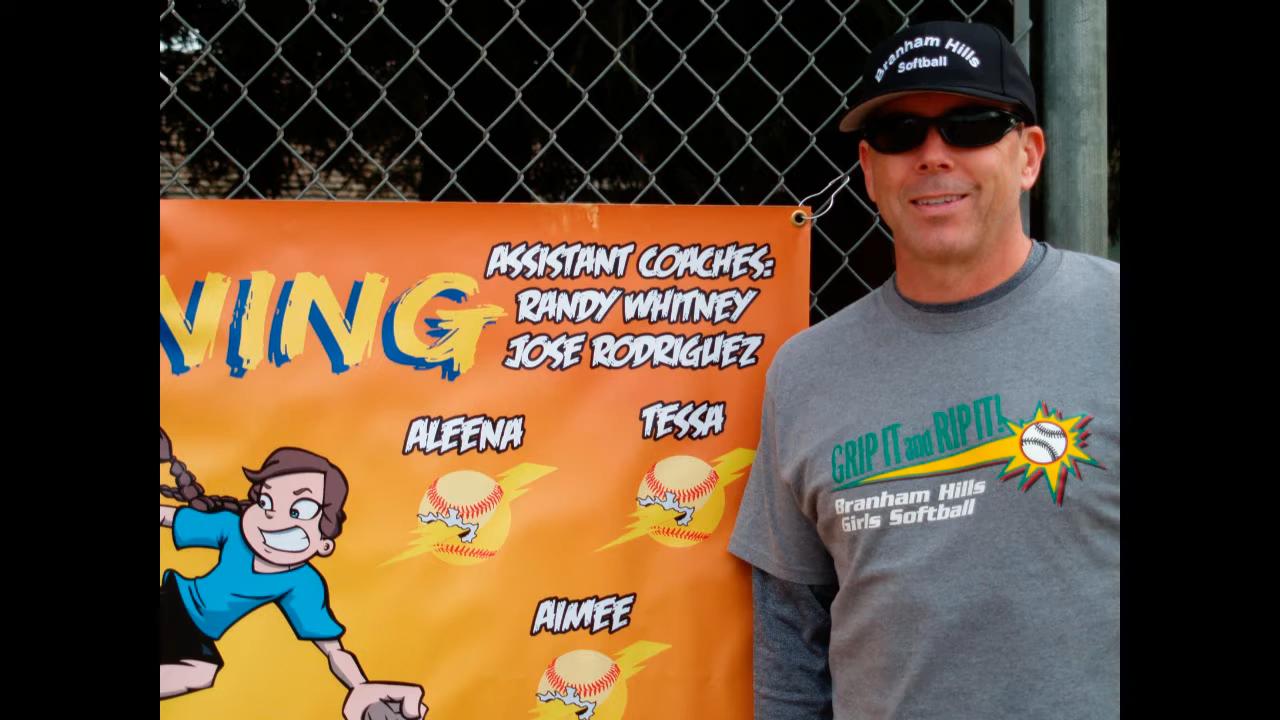 Branham Hills
Softball
ASSISTANT COACHES:
RANDY WHITNEY
JOSE RODRIGUEZ
ALEENA
TESSA
AIMEE
GRIP IT and RIP IT!
Branham Hills
Girls Softball